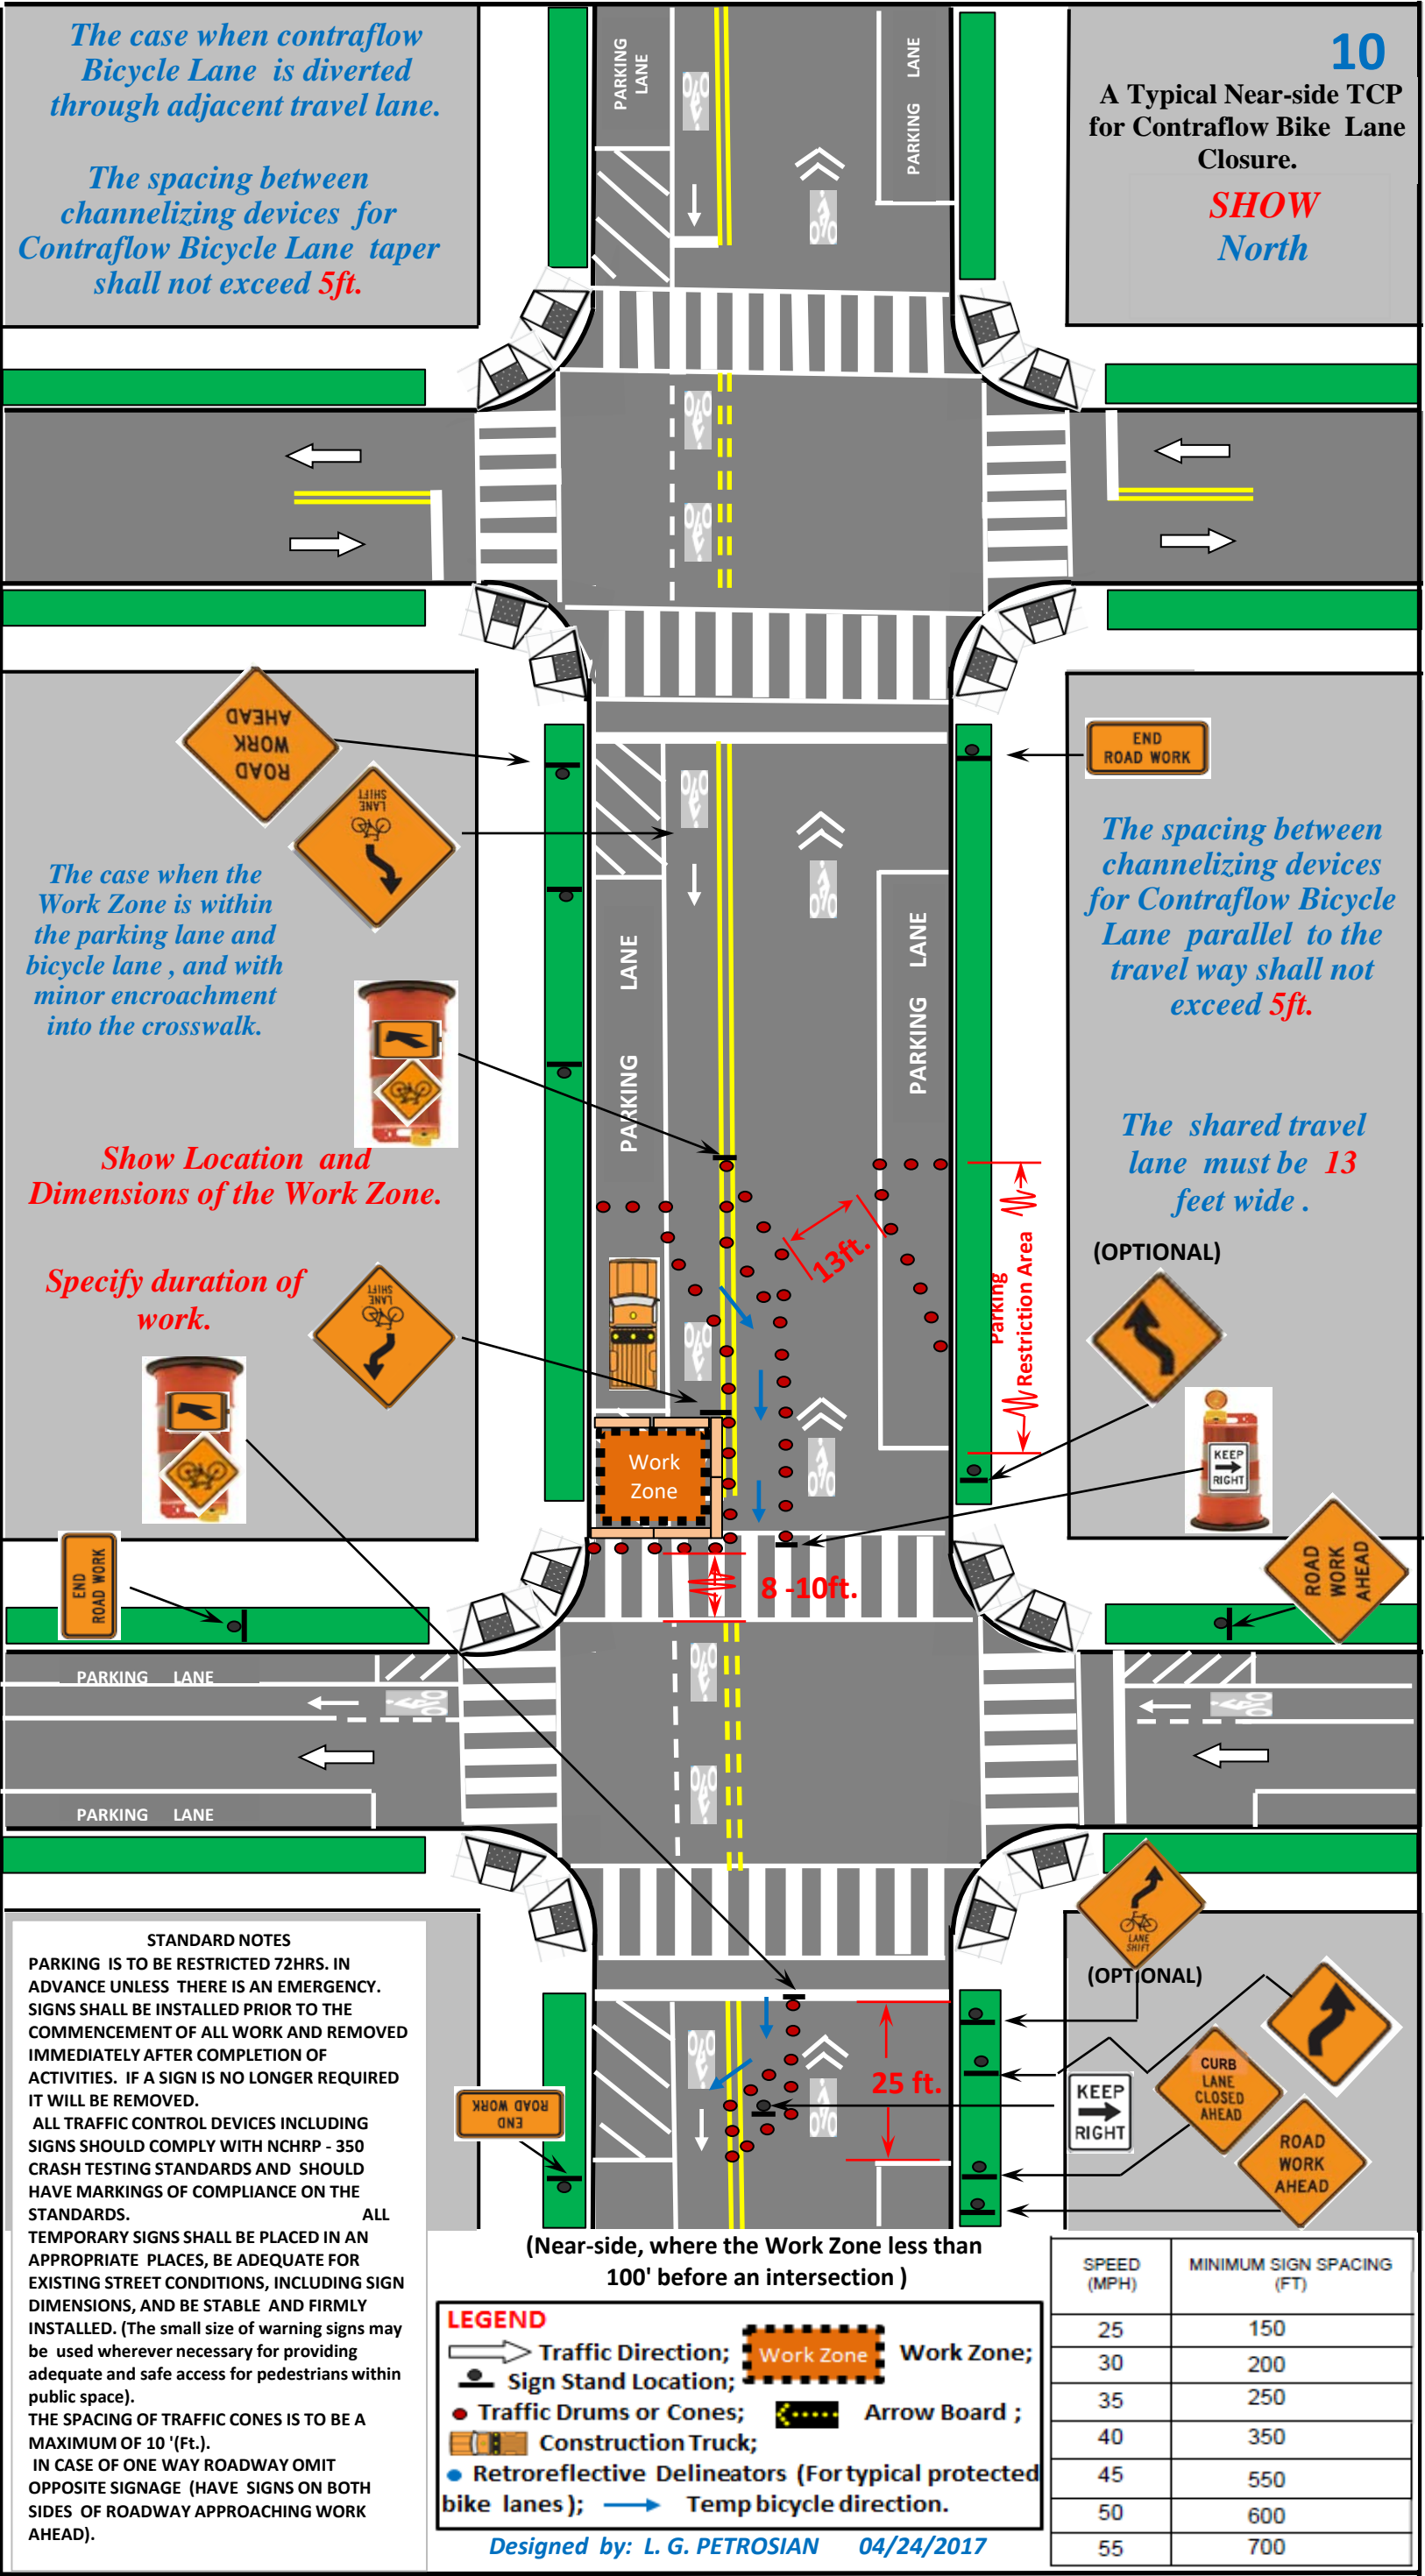 The case when contraflow
Bicycle Lane is diverted
through adjacent travel lane.
The spacing between
channelizing devices for
Contraflow Bicycle Lane taper
shall not exceed 5ft.
PARKING
LANE
PARKING LANE
10
A Typical Near-side TCP
for Contraflow Bike Lane
Closure.
SHOW
North
ROAD
WORK
AHEAD
LANE
SHIFT
END
ROAD WORK
The case when the
Work Zone is within
the parking lane and
bicycle lane , and with
minor encroachment
into the crosswalk.
PARKING LANE
PARKING LANE
The spacing between
channelizing devices
for Contraflow Bicycle
Lane parallel to the
travel way shall not
exceed 5ft.
Show Location and
Dimensions of the Work Zone.
The shared travel
lane must be 13
feet wide .
Specify duration of
work.
LANE
SHIFT
13ft.
Parking
Restriction Area
(OPTIONAL)
KEEP
RIGHT
Work
Zone
END
ROAD WORK
8 -10ft.
ROAD
WORK
AHEAD
PARKING LANE
PARKING LANE
LANE
SHIFT
(OPTIONAL)
25 ft.
KEEP
RIGHT
CURB
LANE
CLOSED
AHEAD
ROAD
WORK
AHEAD
END
ROAD WORK
STANDARD NOTES
PARKING IS TO BE RESTRICTED 72HRS. IN
ADVANCE UNLESS THERE IS AN EMERGENCY.
SIGNS SHALL BE INSTALLED PRIOR TO THE
COMMENCEMENT OF ALL WORK AND REMOVED
IMMEDIATELY AFTER COMPLETION OF
ACTIVITIES. IF A SIGN IS NO LONGER REQUIRED
IT WILL BE REMOVED.
ALL TRAFFIC CONTROL DEVICES INCLUDING
SIGNS SHOULD COMPLY WITH NCHRP - 350
CRASH TESTING STANDARDS AND SHOULD
HAVE MARKINGS OF COMPLIANCE ON THE
STANDARDS. ALL
TEMPORARY SIGNS SHALL BE PLACED IN AN
APPROPRIATE PLACES, BE ADEQUATE FOR
EXISTING STREET CONDITIONS, INCLUDING SIGN
DIMENSIONS, AND BE STABLE AND FIRMLY
INSTALLED. (The small size of warning signs may
be used wherever necessary for providing
adequate and safe access for pedestrians within
public space).
THE SPACING OF TRAFFIC CONES IS TO BE A
MAXIMUM OF 10 '(Ft.).
IN CASE OF ONE WAY ROADWAY OMIT
OPPOSITE SIGNAGE (HAVE SIGNS ON BOTH
SIDES OF ROADWAY APPROACHING WORK
AHEAD).
(Near-side, where the Work Zone less than
100' before an intersection )
LEGEND
Traffic Direction; Work Zone Work Zone;
Sign Stand Location;
Traffic Drums or Cones; Arrow Board ;
Construction Truck;
Retroreflective Delineators (For typical protected
bike lanes ); Temp bicycle direction.
Designed by: L. G. PETROSIAN 04/24/2017
SPEED (MPH) MINIMUM SIGN SPACING (FT)
25 150
30 200
35 250
40 350
45 550
50 600
55 700